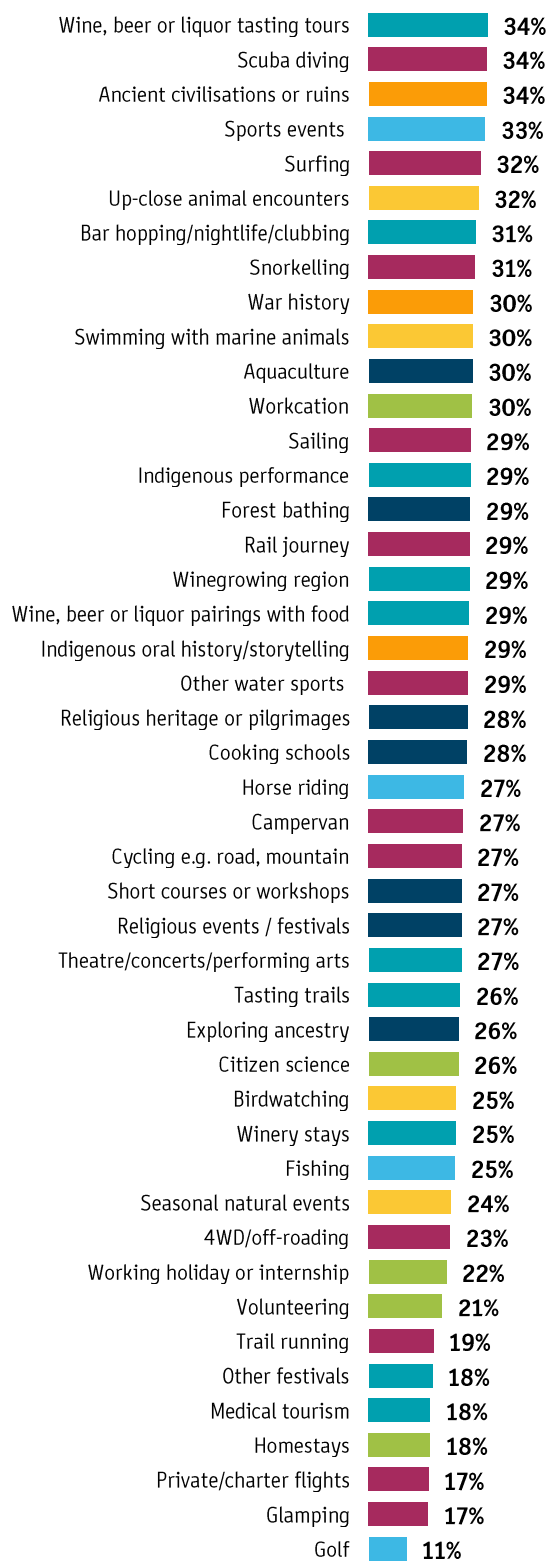 Wine, beer or liquor tasting tours 34%
Scuba diving 34%
Ancient civilisations or ruins 34%
Sports events 33%
Surfing 32%
Up-close animal encounters 32%
Bar hopping/nightlife/clubbing 31%
Snorkelling 31%
War history 30%
Swimming with marine animals 30%
Aquaculture 30%
Workcation 30%
Sailing 29%
Indigenous performance 29%
Forest bathing 29%
Rail journey 29%
Winegrowing region 29%
Wine, beer or liquor pairings with food 29%
Indigenous oral history/storytelling 29%
Other water sports 29%
Religious heritage or pilgrimages 28%
Cooking schools 28%
Horse riding 27%
Campervan 27%
Cycling e.g. road, mountain 27%
Short courses or workshops 27%
Religious events / festivals 27%
Theatre/concerts/performing arts 27%
Tasting trails 26%
Exploring ancestry 26%
Citizen science 26%
Birdwatching 25%
Winery stays 25%
Fishing 25%
Seasonal natural events 24%
4WD/off-roading 23%
Working holiday or internship 22%
Volunteering 21%
Trail running 19%
Other festivals 18%
Medical tourism 18%
Homestays 18%
Private/charter flights 17%
Glamping 17%
Golf 11%